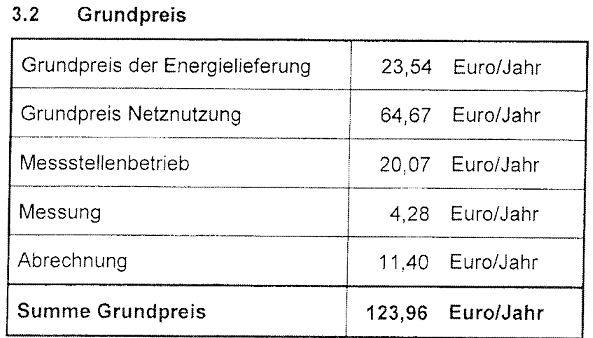 3.2 Grundpreis
Grundpreis der Energielieferung 23,54 Euro/Jahr
Grundpreis Netznutzung 64,67 Euro/Jahr
Messstellenbetrieb 20,07 Euro/Jahr
Messung 4,28 Euro/Jahr
Abrechnung 11,40 Euro/Jahr
Summe Grundpreis 123,96 Euro/Jahr